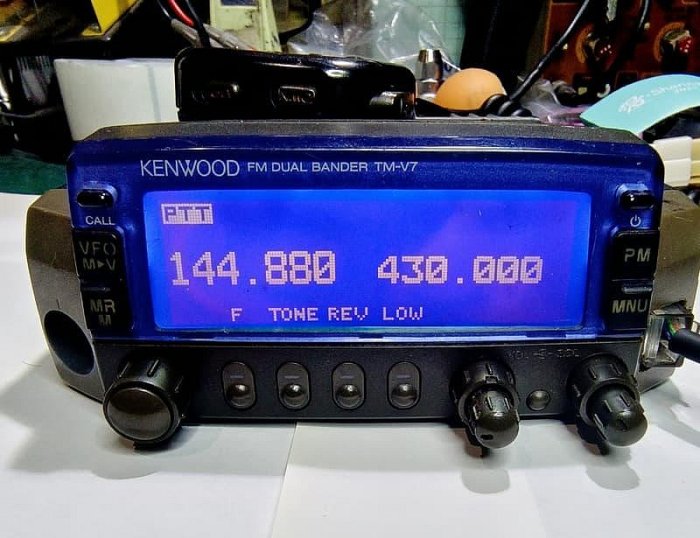 KENWOOD FM DUAL BANDER TM-V7
CALL
PTT
VFO
M▶V
PM
144.880 430.000
MR
M
MNU
F TONE REV LOW